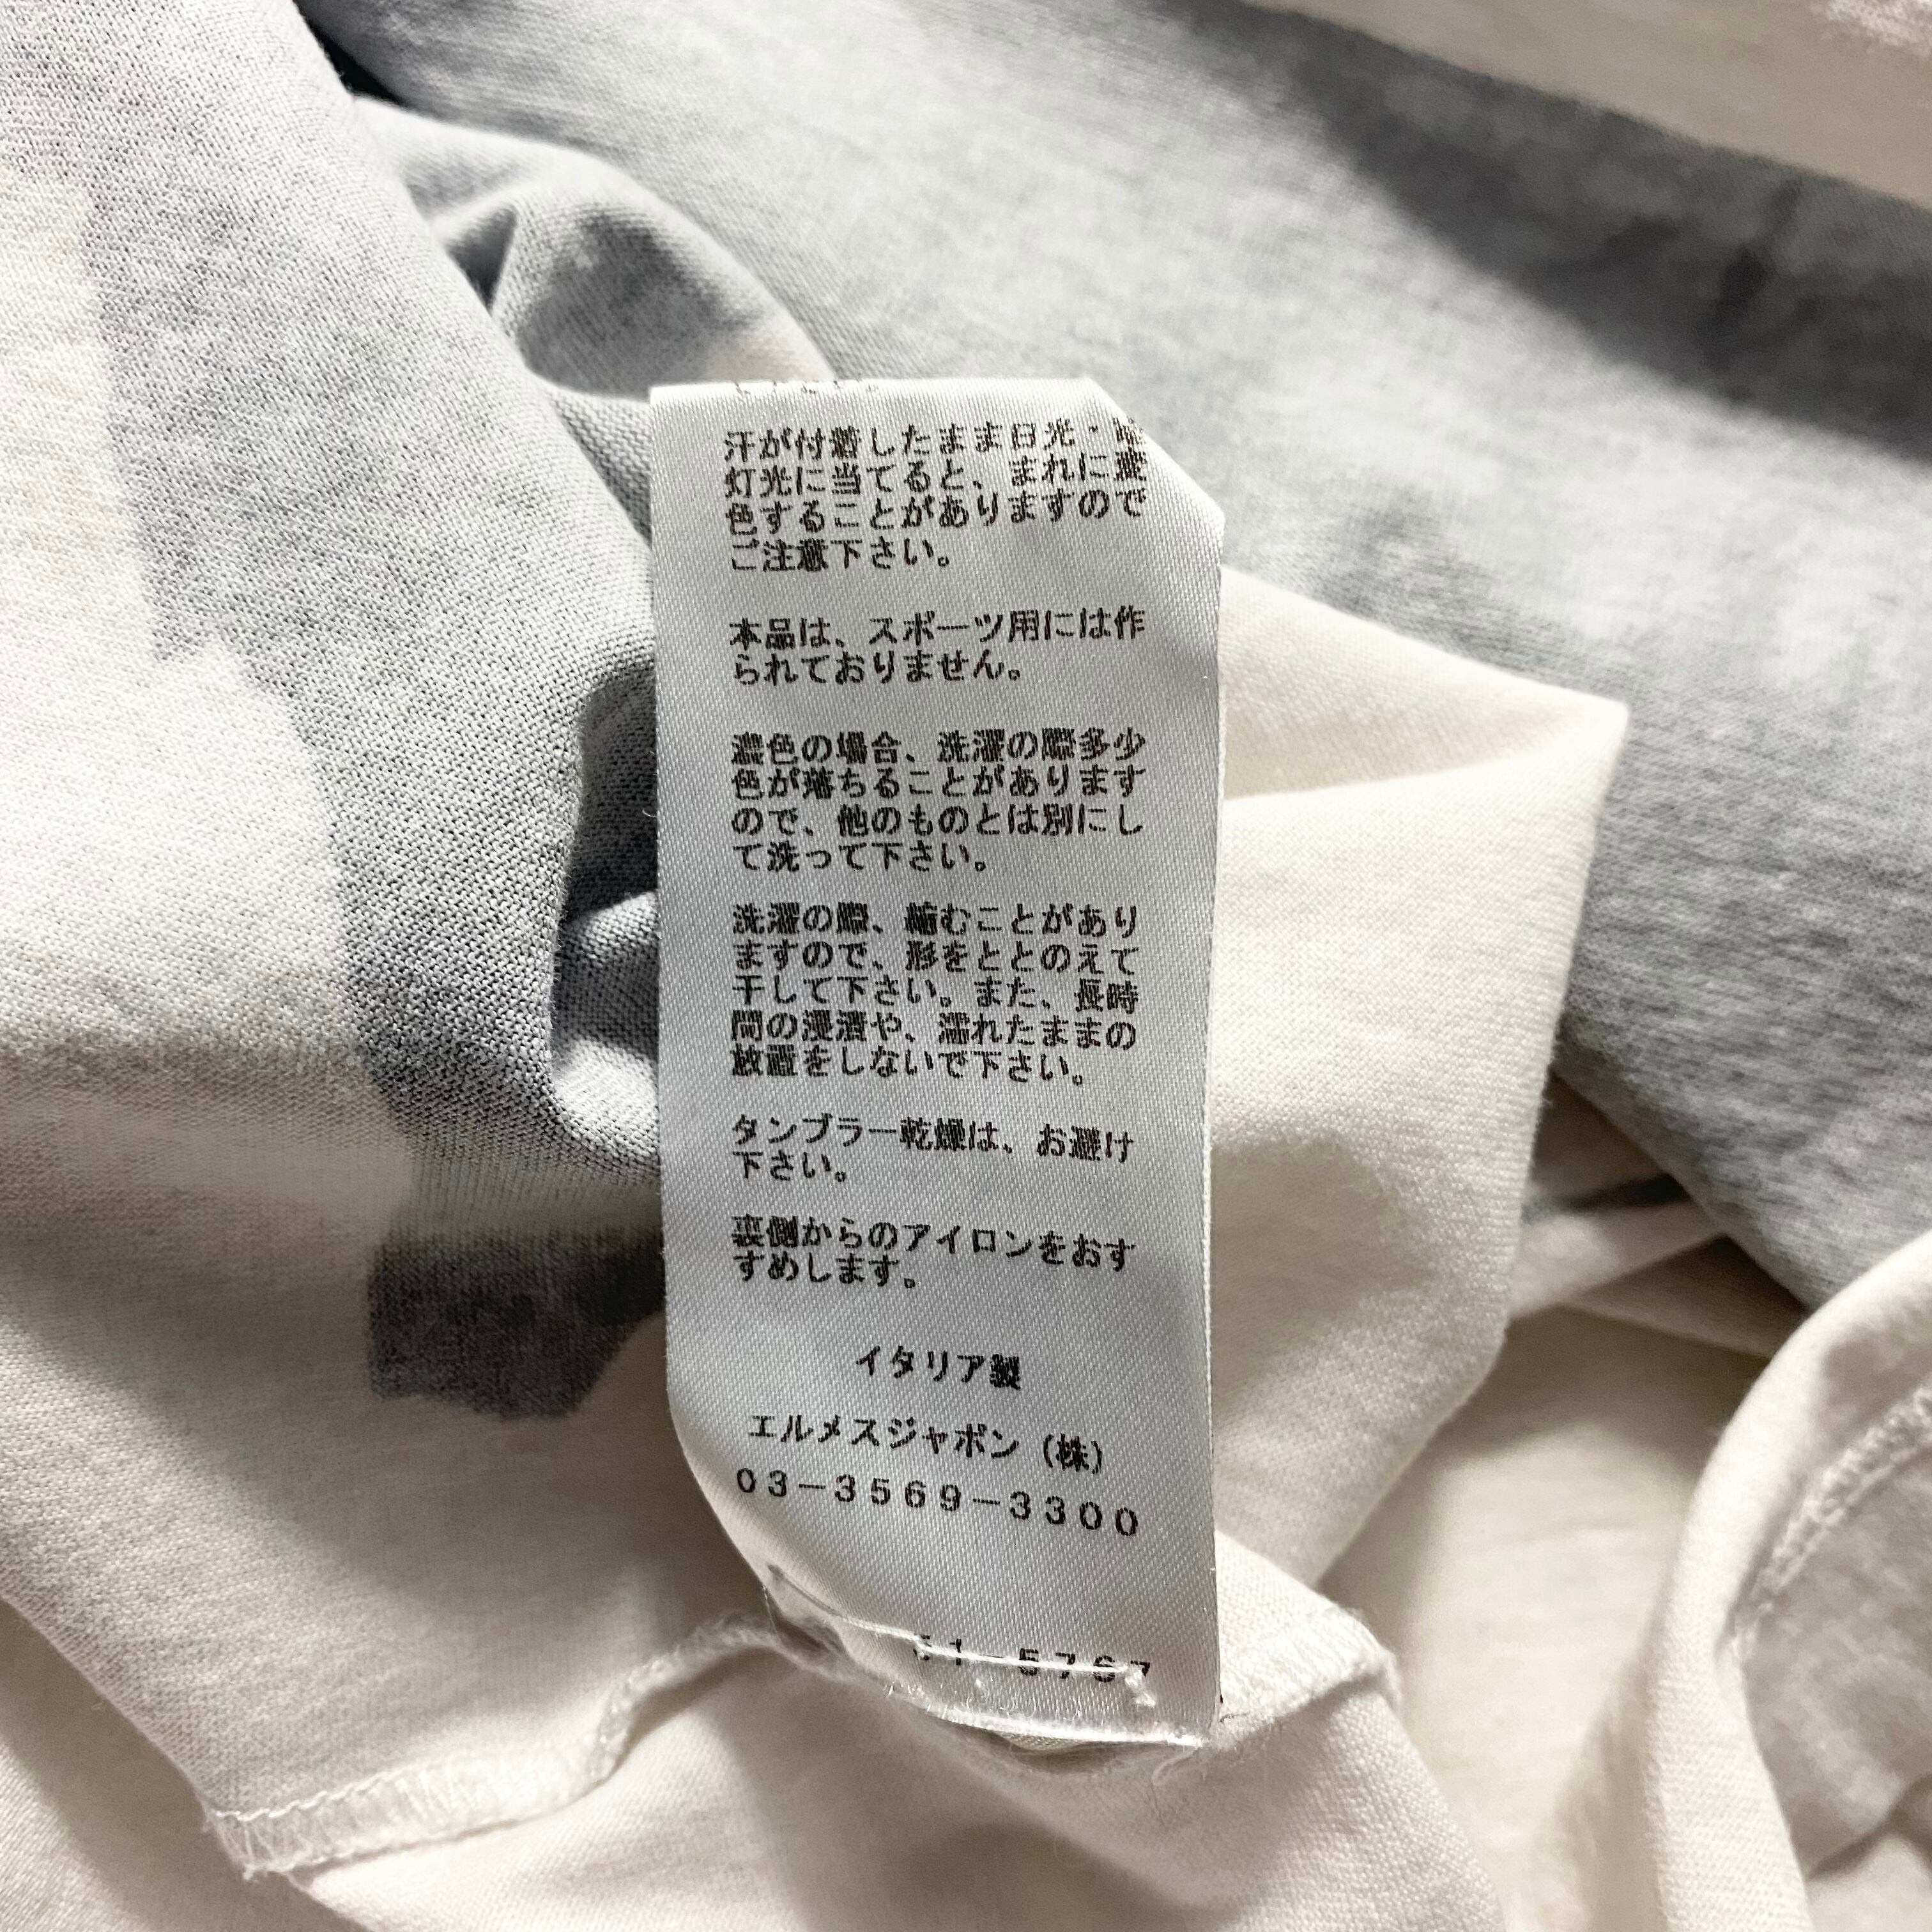 汗が付着したまま日光・
灯光に当てると、まれに変
色することがありますので
ご注意下さい。
本品は、スポーツ用には作
られておりません。
濃色の場合、洗濯の際多少
色が落ちることがあります
ので、他のものとは別にし
て洗って下さい。
洗濯の際、縮むことがあり
ますので、形をととのえて
干して下さい。また、長時
間の浸漬や、濡れたままの
放置をしないで下さい。
タンブラー乾燥は、お避け
下さい。
裏側からのアイロンをおす
すめします。
イタリア製
エルメスジャポン（株）
03−3569−3300